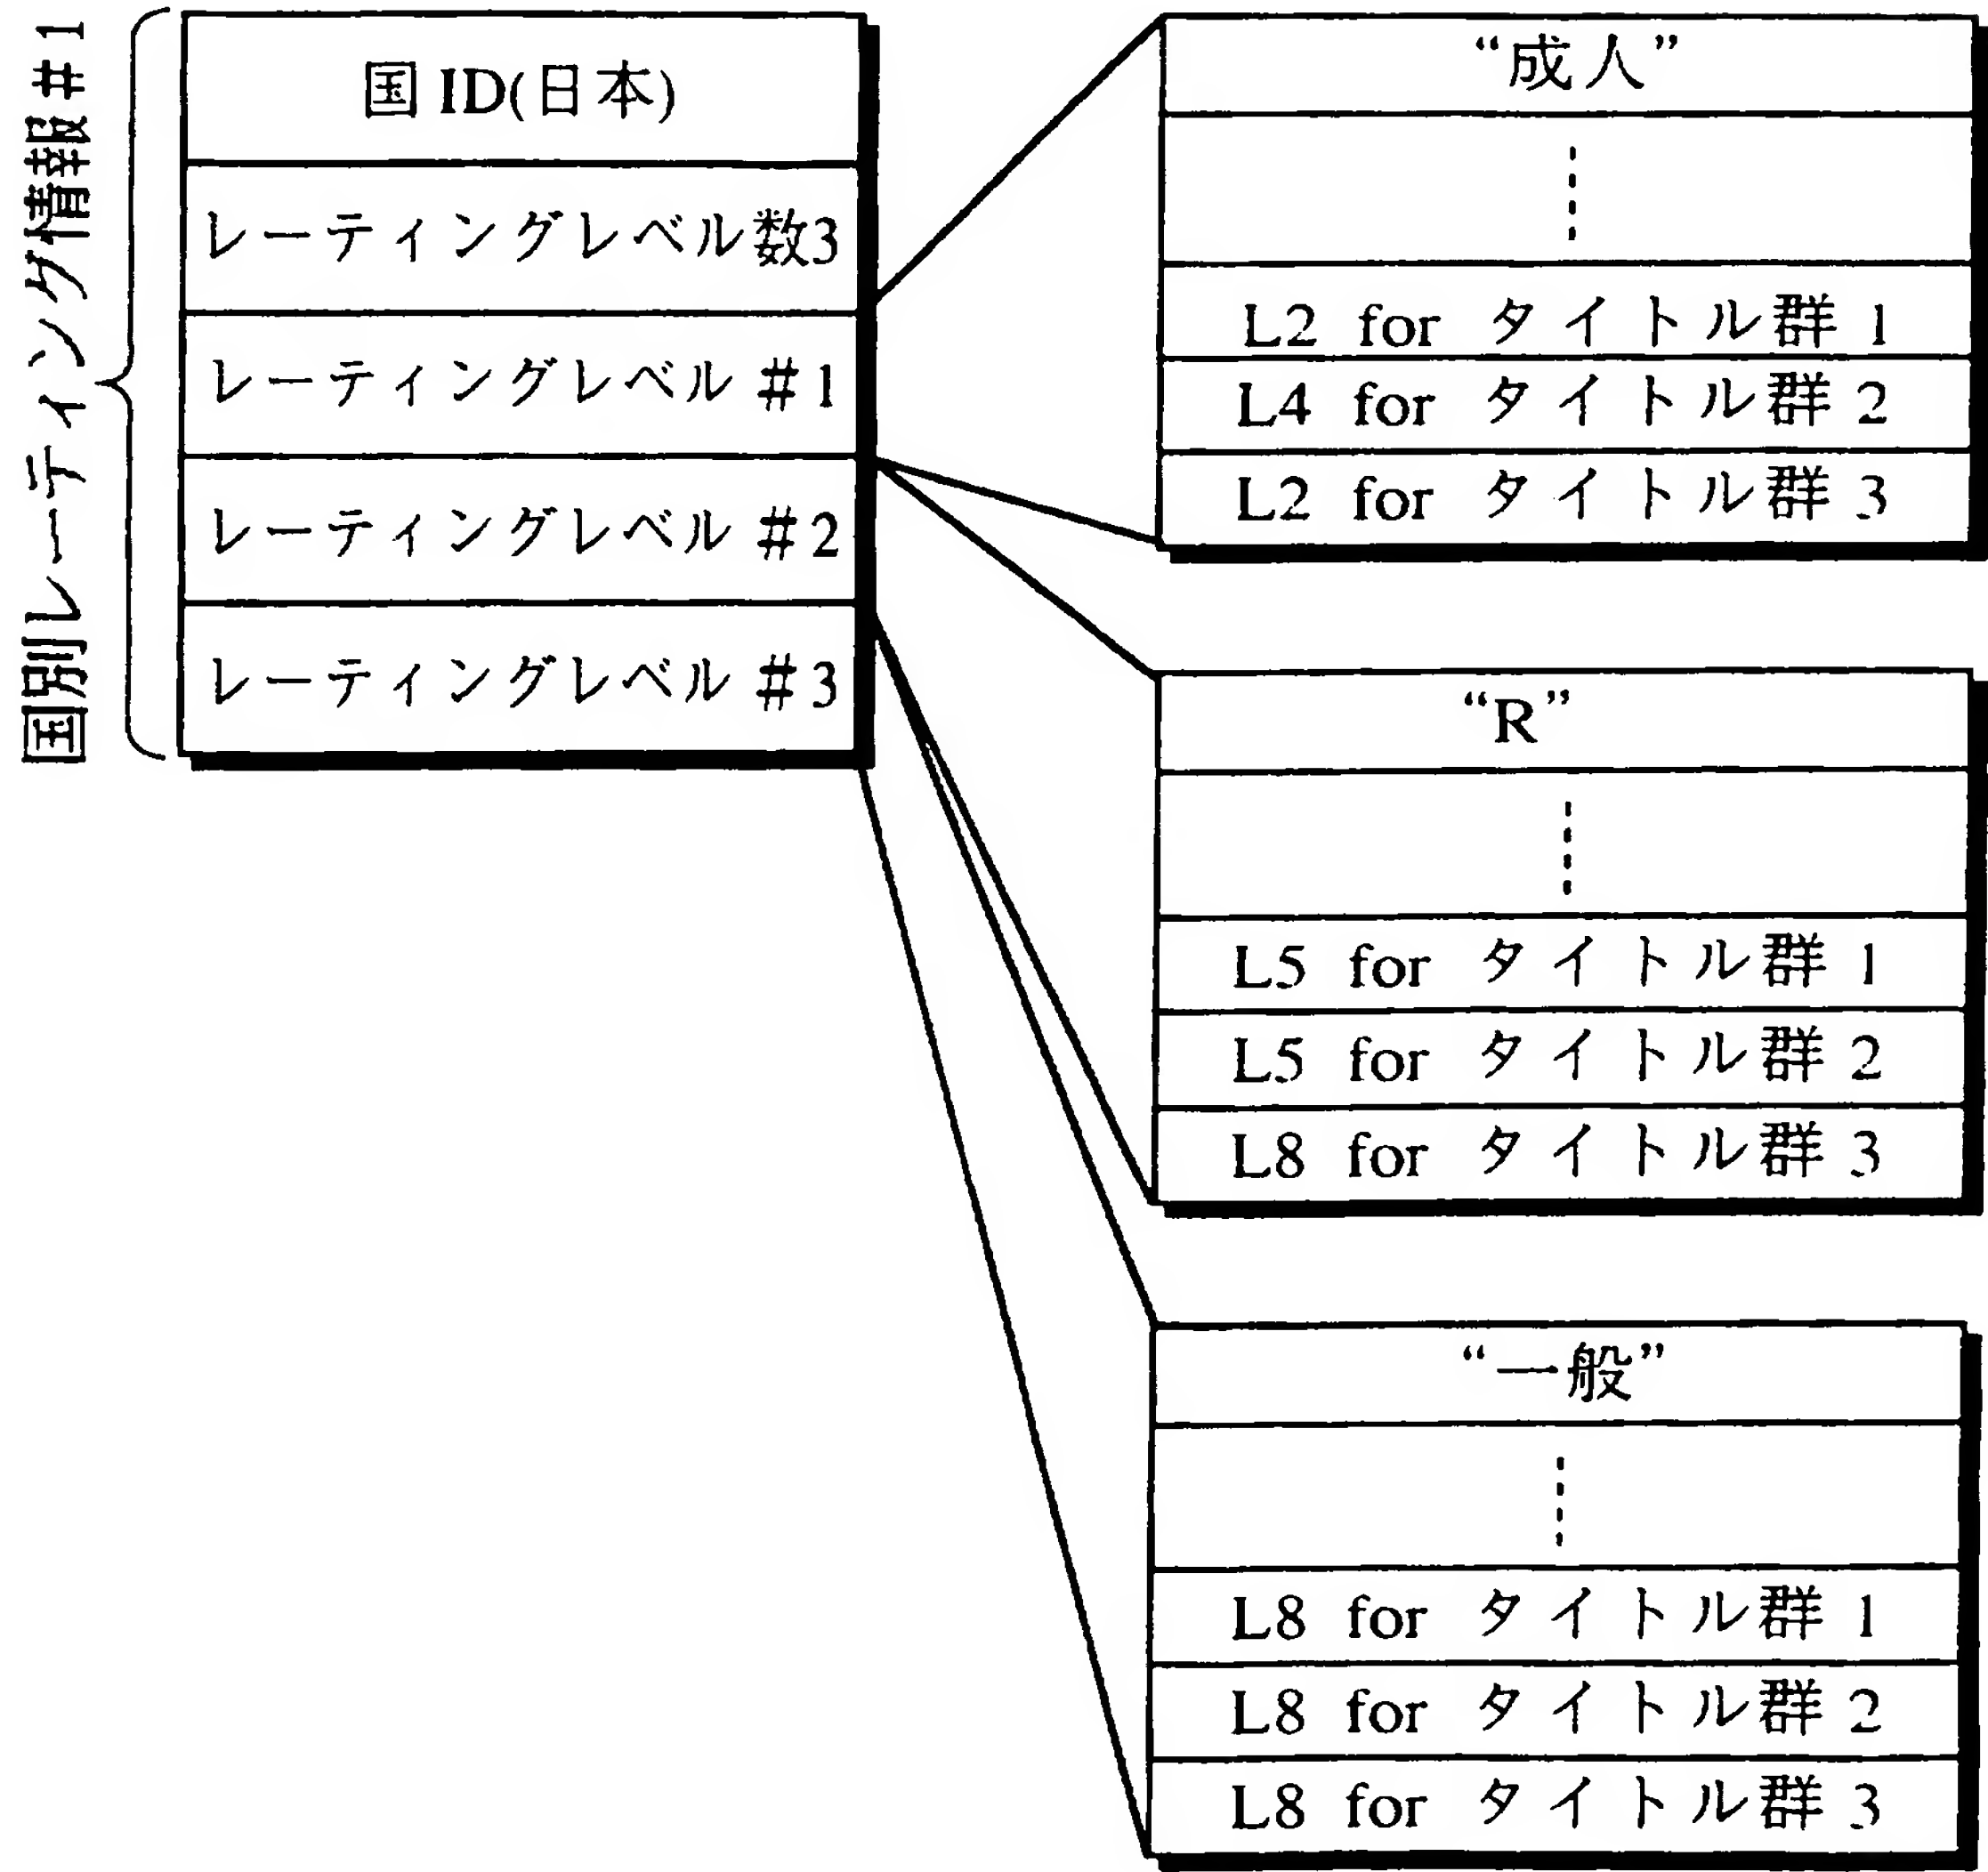 国別レーティング情報＃1
国 ID(日本)
レーティングレベル数3
レーティングレベル ＃1
レーティングレベル ＃2
レーティングレベル ＃3
“成人”
L2 for タイトル群 1
L4 for タイトル群 2
L2 for タイトル群 3
“R”
L5 for タイトル群 1
L5 for タイトル群 2
L8 for タイトル群 3
“一般”
L8 for タイトル群 1
L8 for タイトル群 2
L8 for タイトル群 3